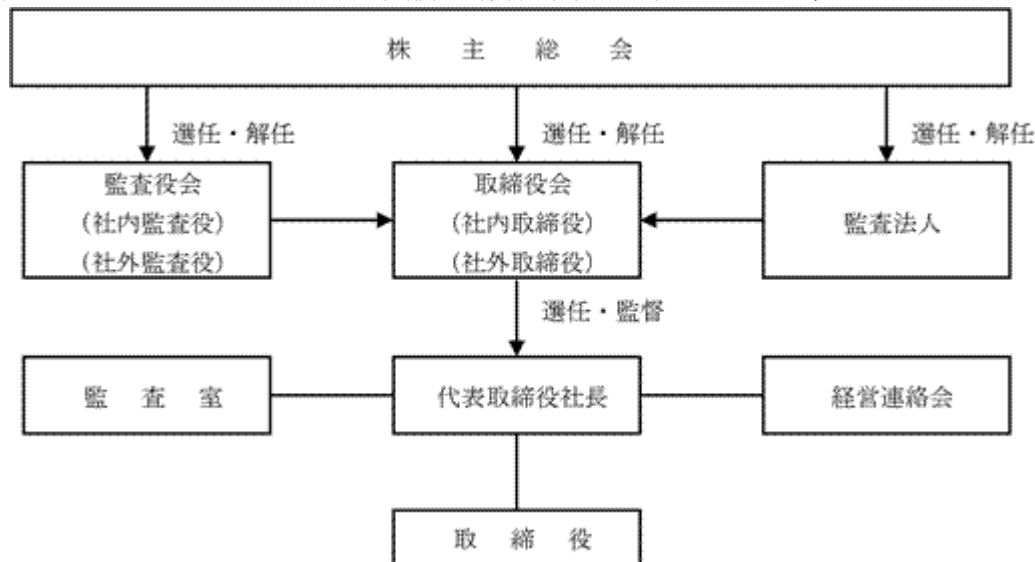 株主総会
選任・解任
選任・解任
選任・解任
監査役会
(社内監査役)
(社外監査役)
取締役会
(社内取締役)
(社外取締役)
監査法人
選任・監督
監査室
代表取締役社長
経営連絡会
取締役